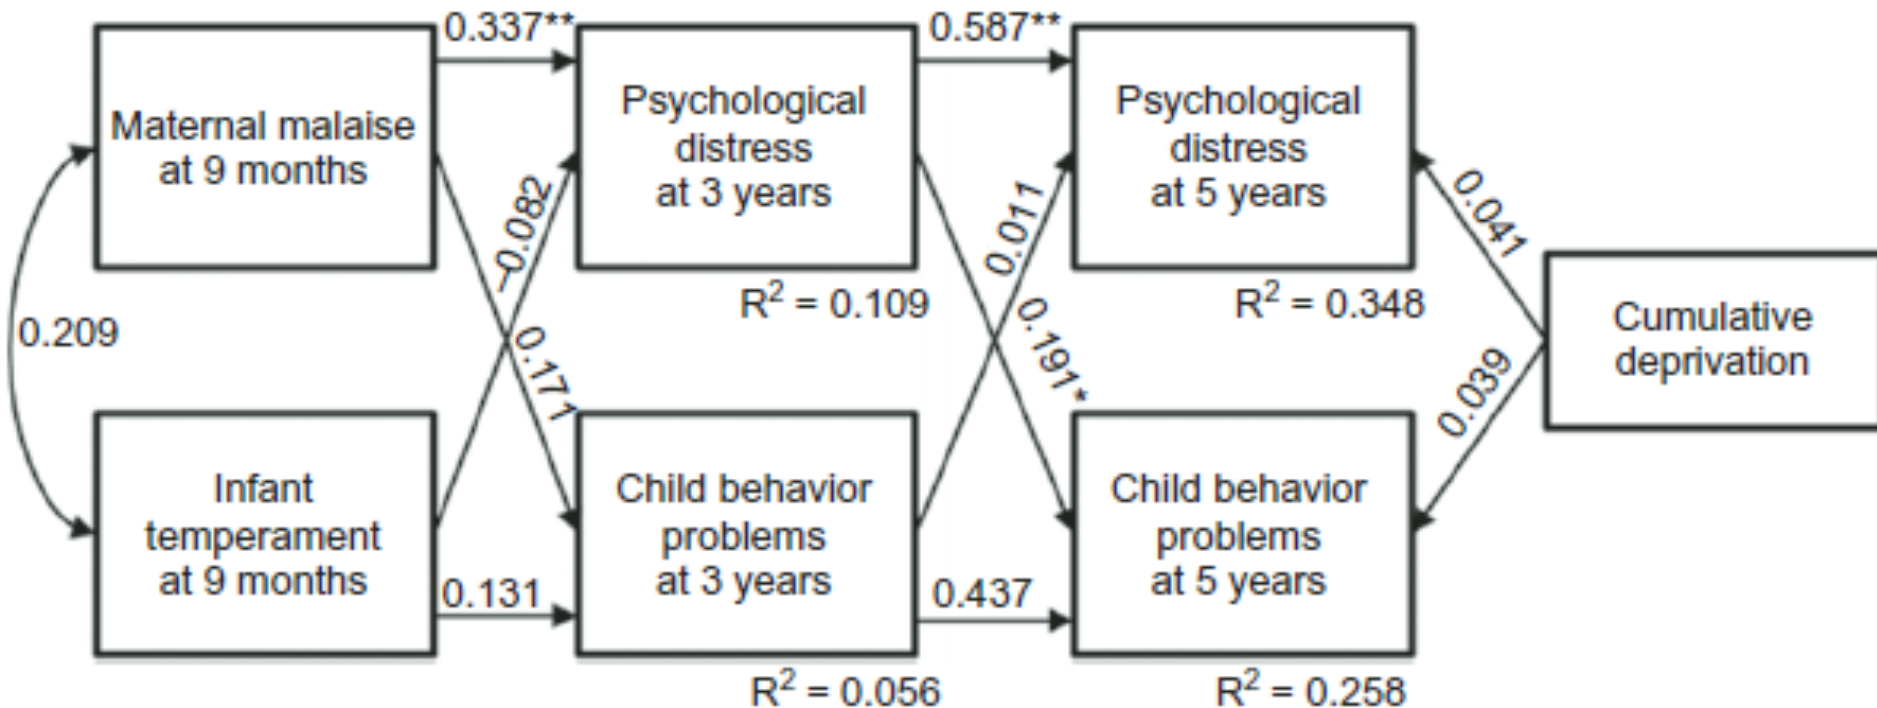 0.337**
0.587**
Maternal malaise
at 9 months
Psychological
distress
at 3 years
Psychological
distress
at 5 years
–0.082
0.011
0.041
R² = 0.109
R² = 0.348
0.209
0.171
0.191*
0.039
Cumulative
deprivation
Infant
temperament
at 9 months
0.131
Child behavior
problems
at 3 years
0.437
Child behavior
problems
at 5 years
R² = 0.056
R² = 0.258